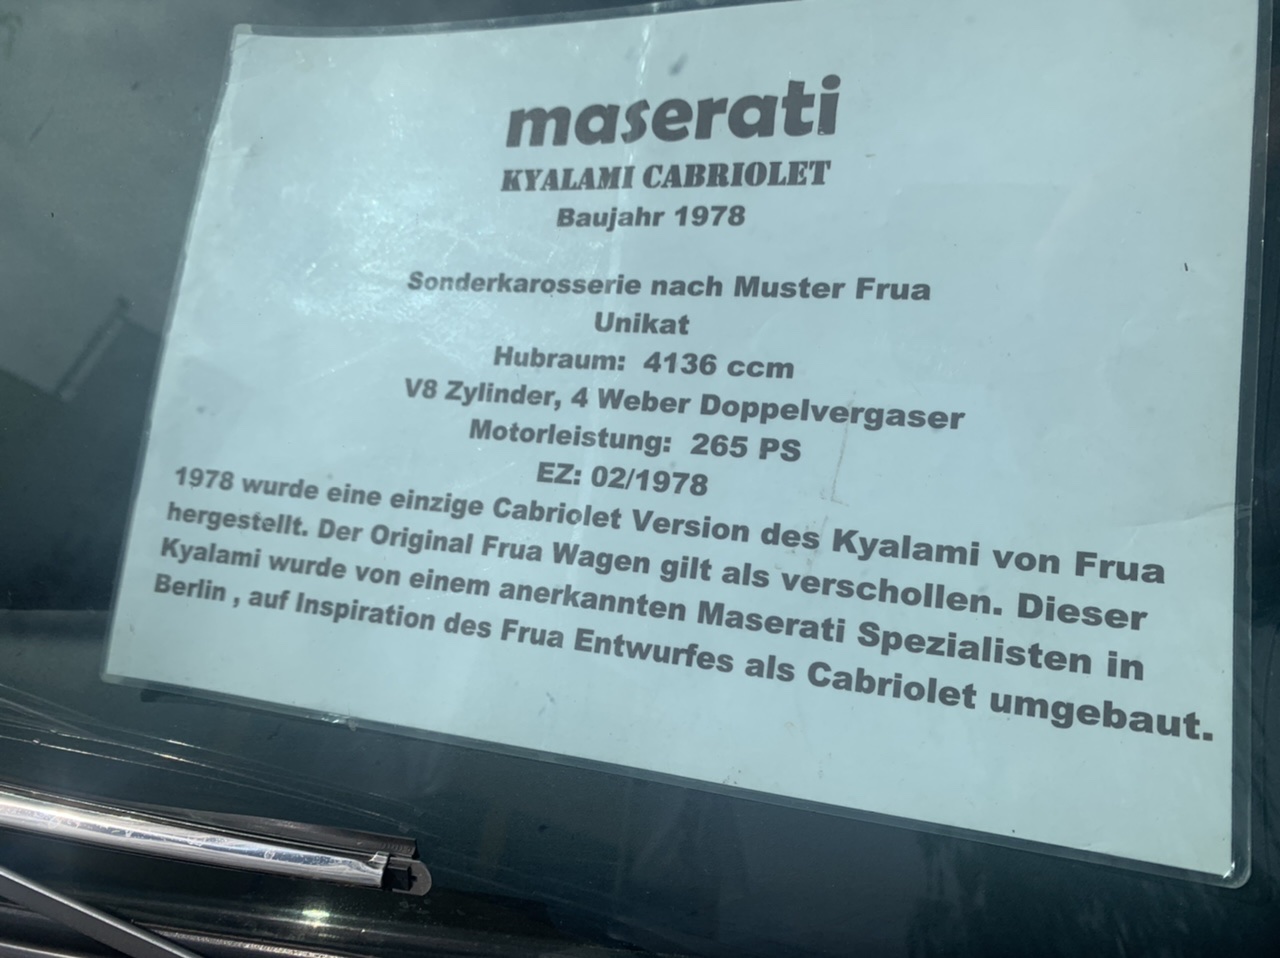 maserati
KYALAMI CABRIOLET
Baujahr 1978
Sonderkarosserie nach Muster Frua
Unikat
Hubraum: 4136 ccm
V8 Zylinder, 4 Weber Doppelvergaser
Motorleistung: 265 PS
EZ: 02/1978
1978 wurde eine einzige Cabriolet Version des Kyalami von Frua
hergestellt. Der Original Frua Wagen gilt als verschollen. Dieser
Kyalami wurde von einem anerkannten Maserati Spezialisten in
Berlin , auf Inspiration des Frua Entwurfes als Cabriolet umgebaut.